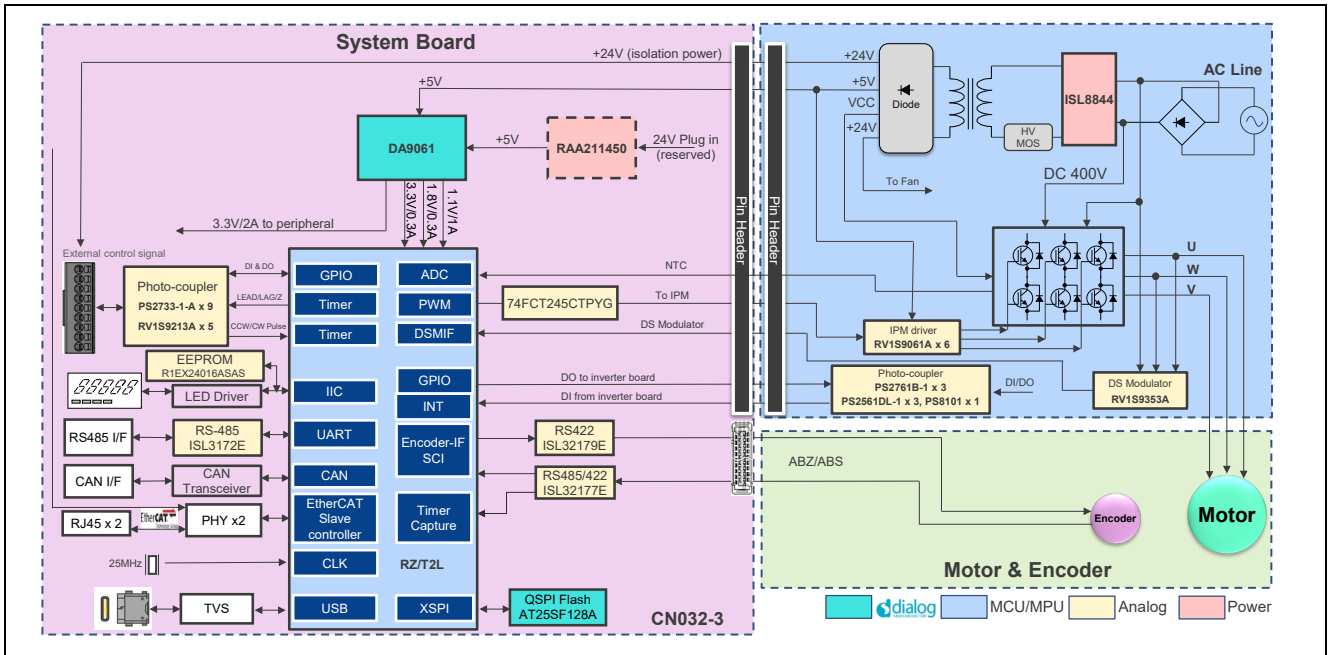 System Board
+24V (isolation power)
+5V
DA9061
+5V
RAA211450
24V Plug in
(reserved)
3.3V/0.3A
1.8V/0.3A
1.1V/1A
3.3V/2A to peripheral
External control signal
Photo-coupler
PS2733-1-A x 9
RV1S9213A x 5
DI & DO
LEAD/LAG/Z
CCW/CW Pulse
EEPROM
R1EX24016ASAS
LED Driver
RS485 I/F
RS-485
ISL3172E
CAN I/F
CAN
Transceiver
RJ45 x 2
EtherCAT
PHY x2
25MHz
TVS
GPIO
Timer
Timer
IIC
UART
CAN
EtherCAT
Slave
controller
CLK
USB
ADC
PWM
DSMIF
GPIO
INT
Encoder-IF
SCI
Timer
Capture
RZ/T2L
XSPI
NTC
74FCT245CTPYG
To IPM
DS Modulator
DO to inverter board
DI from inverter board
RS422
ISL32179E
RS485/422
ISL32177E
QSPI Flash
AT25SF128A
CN032-3
Pin Header
Pin Header
+24V
+5V
VCC
+24V
Diode
To Fan
HV
MOS
ISL8844
AC Line
DC 400V
U
W
V
IPM driver
RV1S9061A x 6
Photo-coupler
PS2761B-1 x 3
PS2561DL-1 x 3, PS8101 x 1
DI/DO
DS Modulator
RV1S9353A
ABZ/ABS
Encoder
Motor
Motor & Encoder
dialog
MCU/MPU
Analog
Power